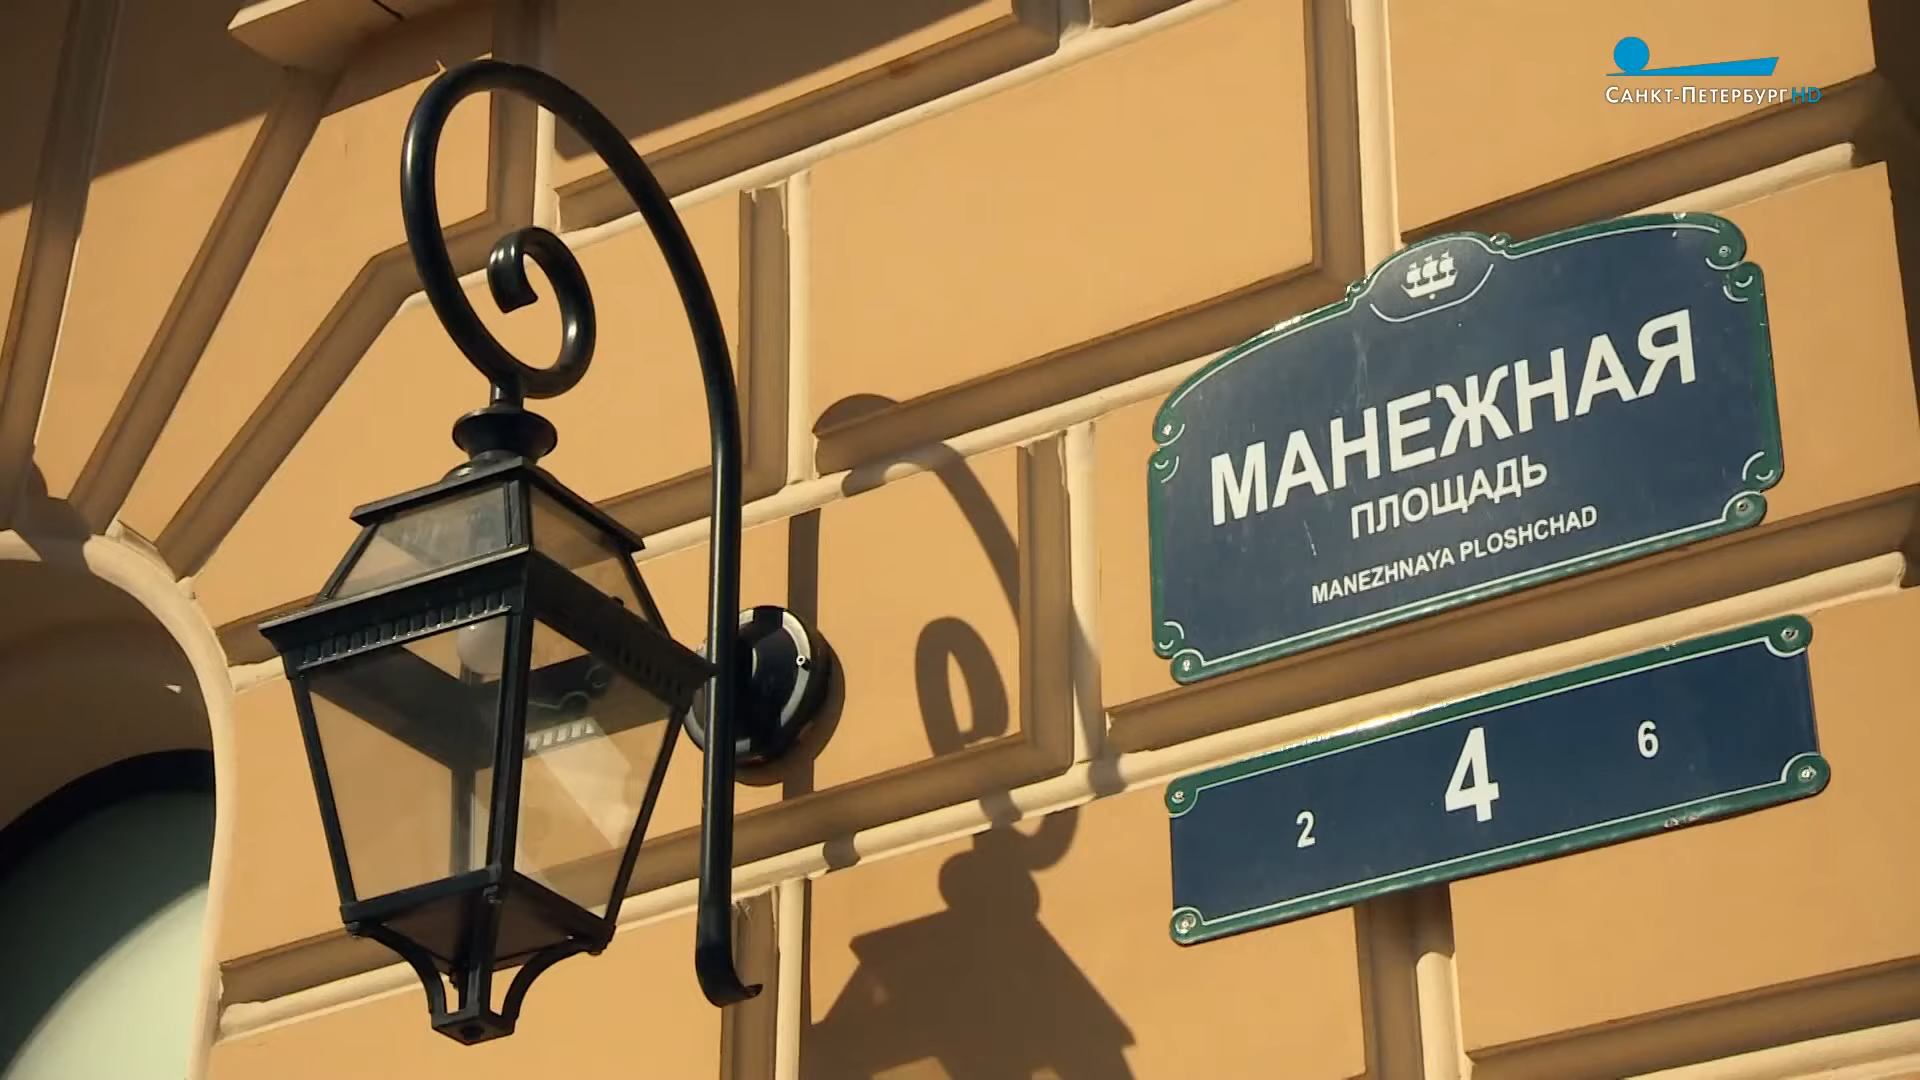 САНКТ-ПЕТЕРБУРГ HD
МАНЕЖНАЯ
ПЛОЩАДЬ
MANEZHNAYA PLOSHCHAD
2 4 6